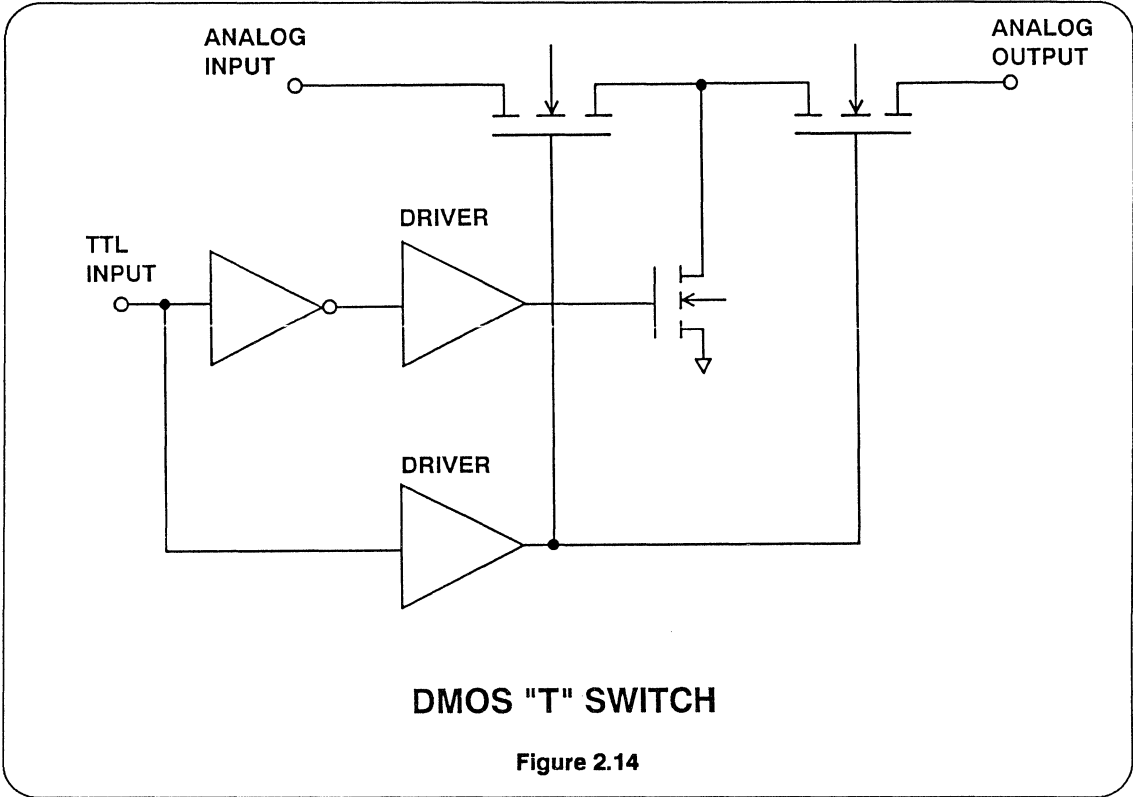 ANALOG
INPUT
ANALOG
OUTPUT
DRIVER
TTL
INPUT
DRIVER
DMOS "T" SWITCH
Figure 2.14